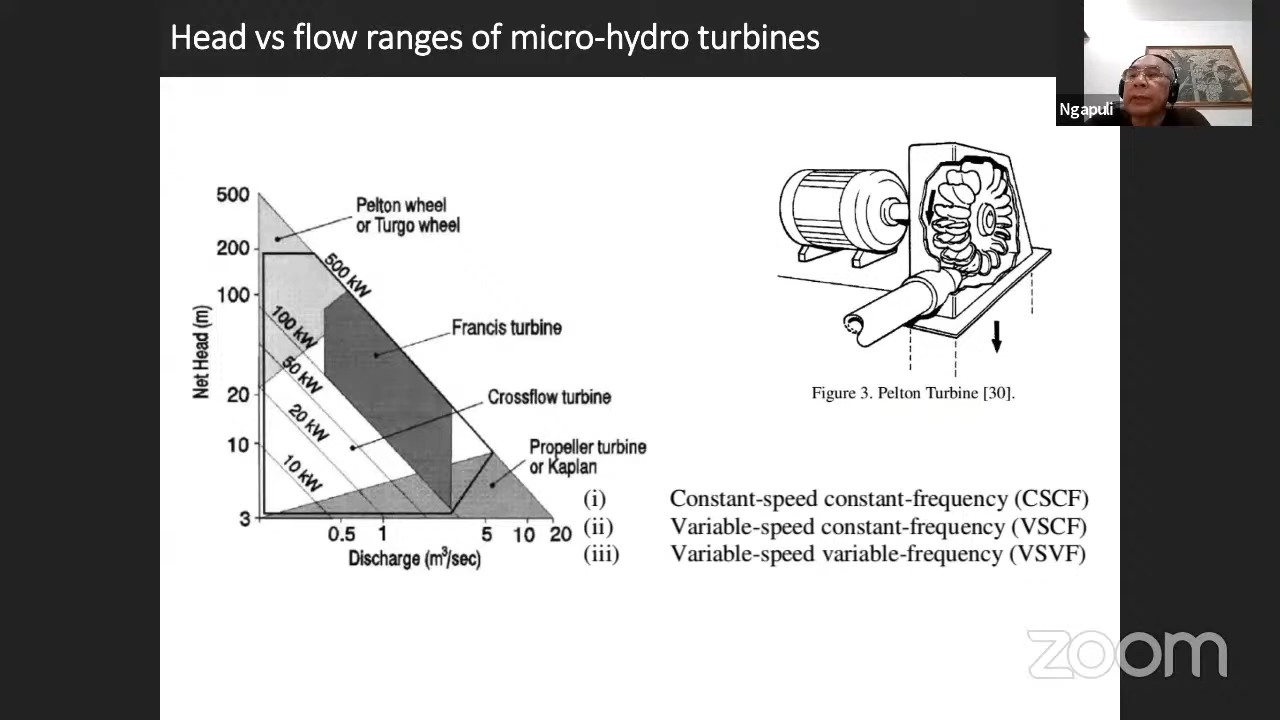 Head vs flow ranges of micro-hydro turbines
Ngapuli
500
200
100
20
10
3
Net Head (m)
Pelton wheel
or Turgo wheel
500 kW
100 kW
50 kW
20 kW
10 kW
Francis turbine
Crossflow turbine
Propeller turbine
or Kaplan
0.5 1 5 10 20
Discharge (m³/sec)
Figure 3. Pelton Turbine [30].
(i) Constant-speed constant-frequency (CSCF)
(ii) Variable-speed constant-frequency (VSCF)
(iii) Variable-speed variable-frequency (VSVF)
zoom